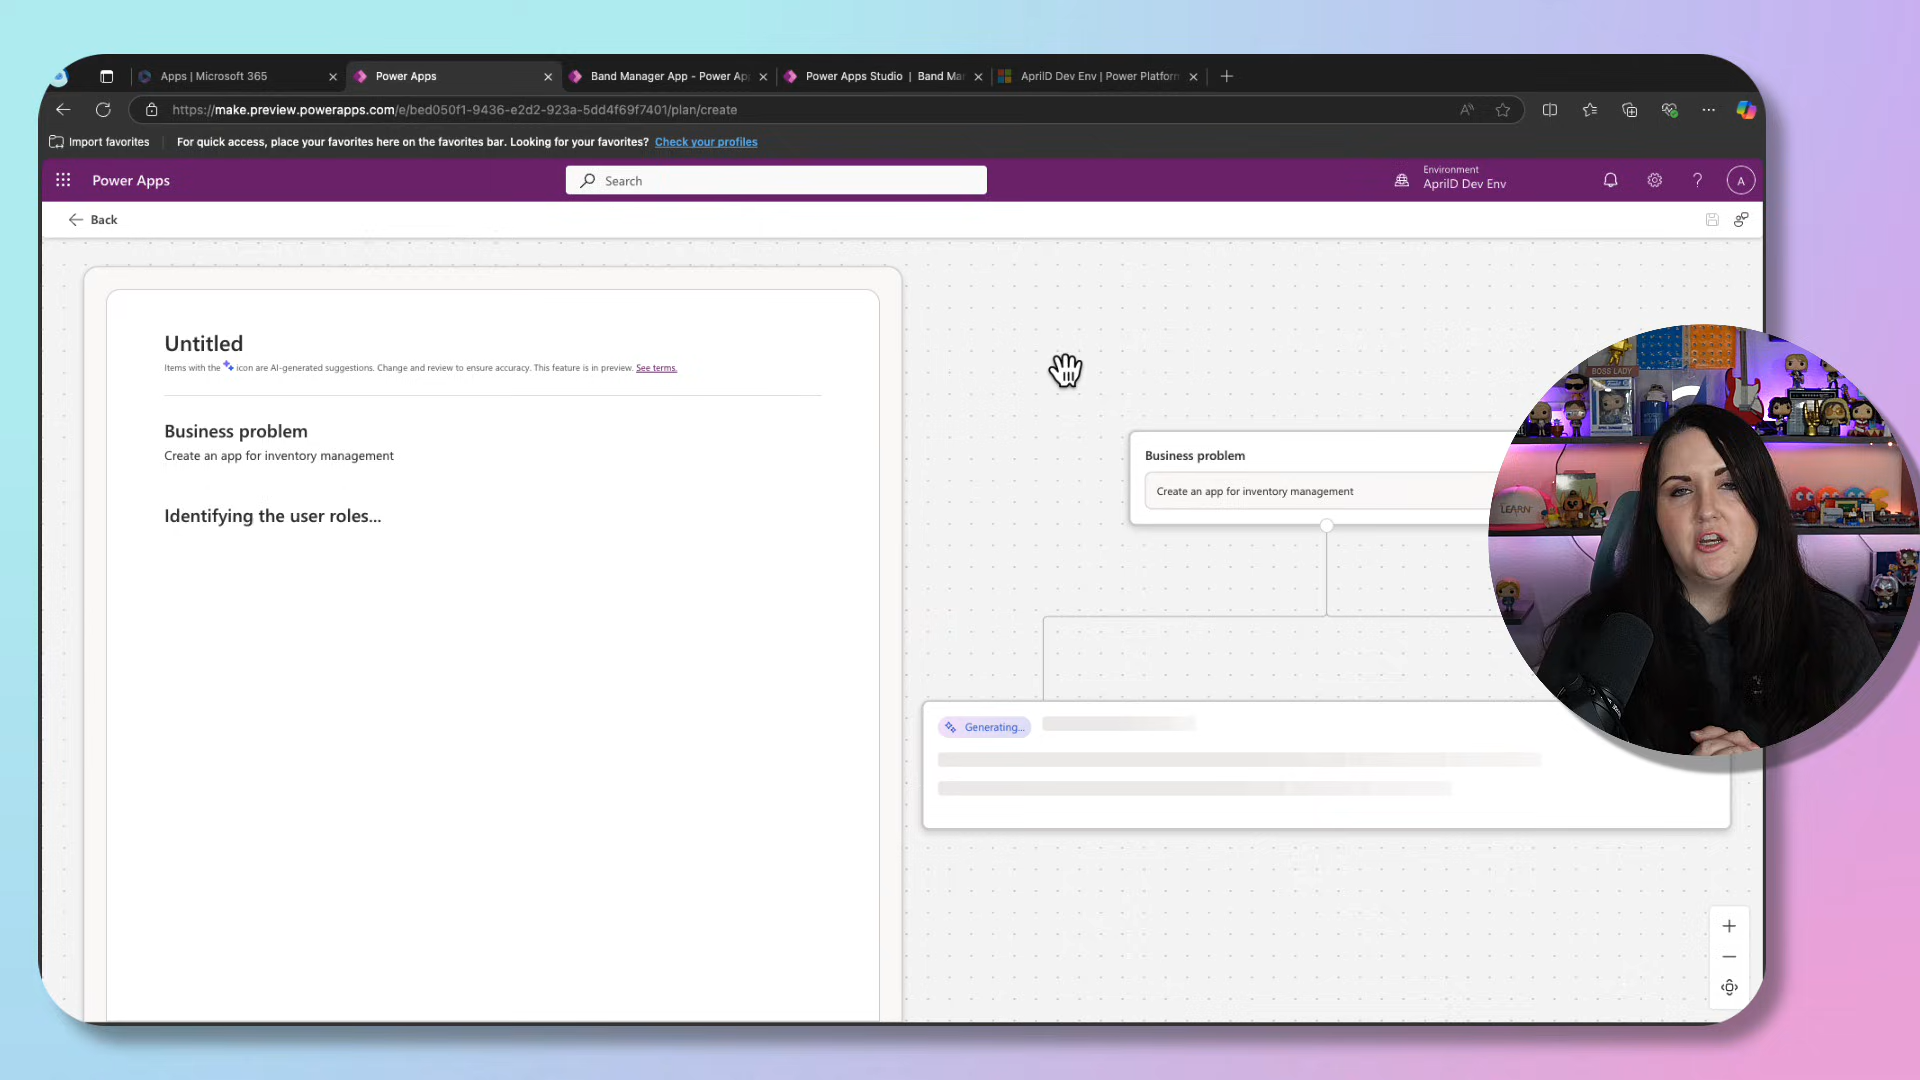 Apps | Microsoft 365
Power Apps
Band Manager App - Power Ap
Power Apps Studio | Band Ma
AprilD Dev Env | Power Platform
https://make.preview.powerapps.com/e/bed050f1-9436-e2d2-923a-5dd4f69f7401/plan/create
Import favorites
For quick access, place your favorites here on the favorites bar. Looking for your favorites? Check your profiles
Power Apps
Search
Environment
AprilD Dev Env
A
Back
Untitled
Items with the icon are AI-generated suggestions. Change and review to ensure accuracy. This feature is in preview. See terms.
Business problem
Create an app for inventory management
Identifying the user roles...
Business problem
Create an app for inventory management
Generating...
BOSS LADY
LEARN